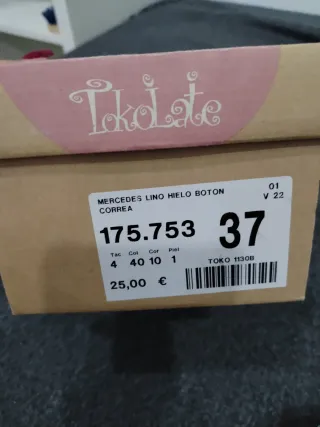 TokoLate
MERCEDES LINO HIELO BOTON 01
CORREA V 22
175.753 37
Tac Col Cor Piel
4 40 10 1
TOKO 1130B
25,00 €